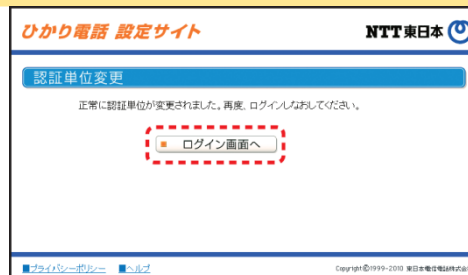 ひかり電話 設定サイト
NTT東日本
認証単位変更
正常に認証単位が変更されました。再度、ログインしなおしてください。
ログイン画面へ
プライバシーポリシー ヘルプ
Copyright©1999-2010 東日本電信電話株式会